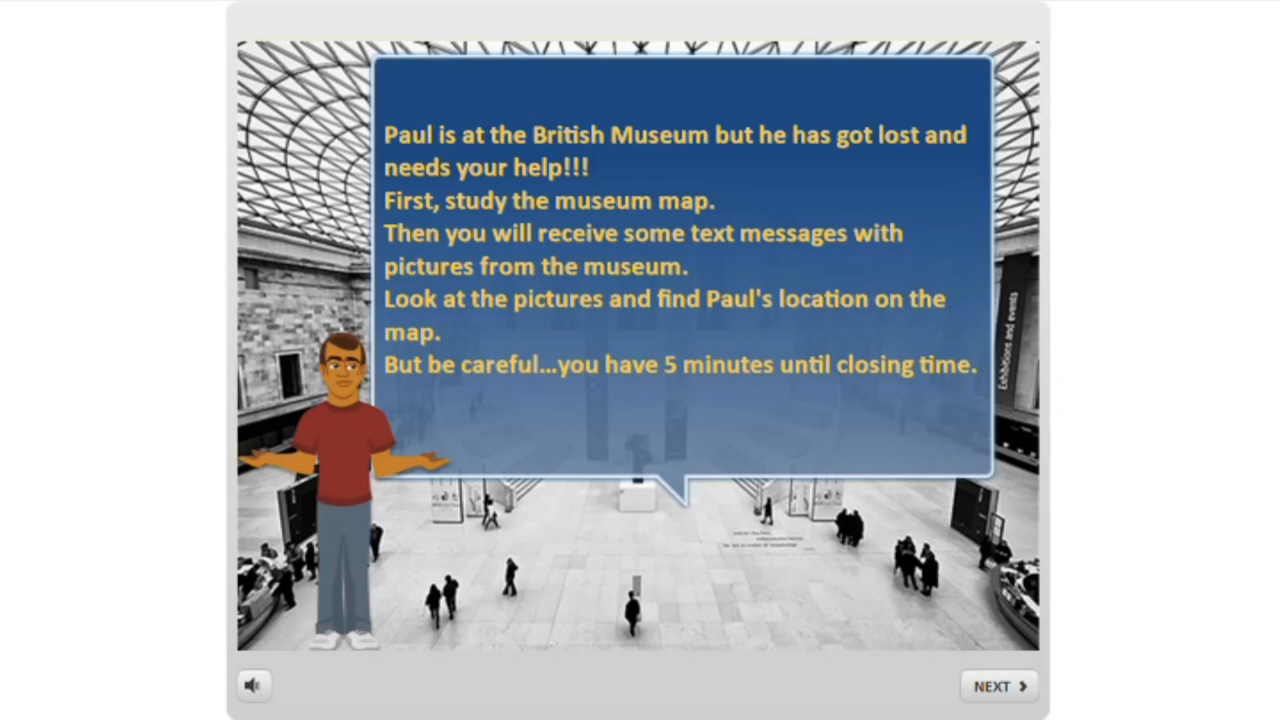 Paul is at the British Museum but he has got lost and
needs your help!!!
First, study the museum map.
Then you will receive some text messages with
pictures from the museum.
Look at the pictures and find Paul's location on the
map.
But be careful...you have 5 minutes until closing time.
Exhibitions and events
NEXT